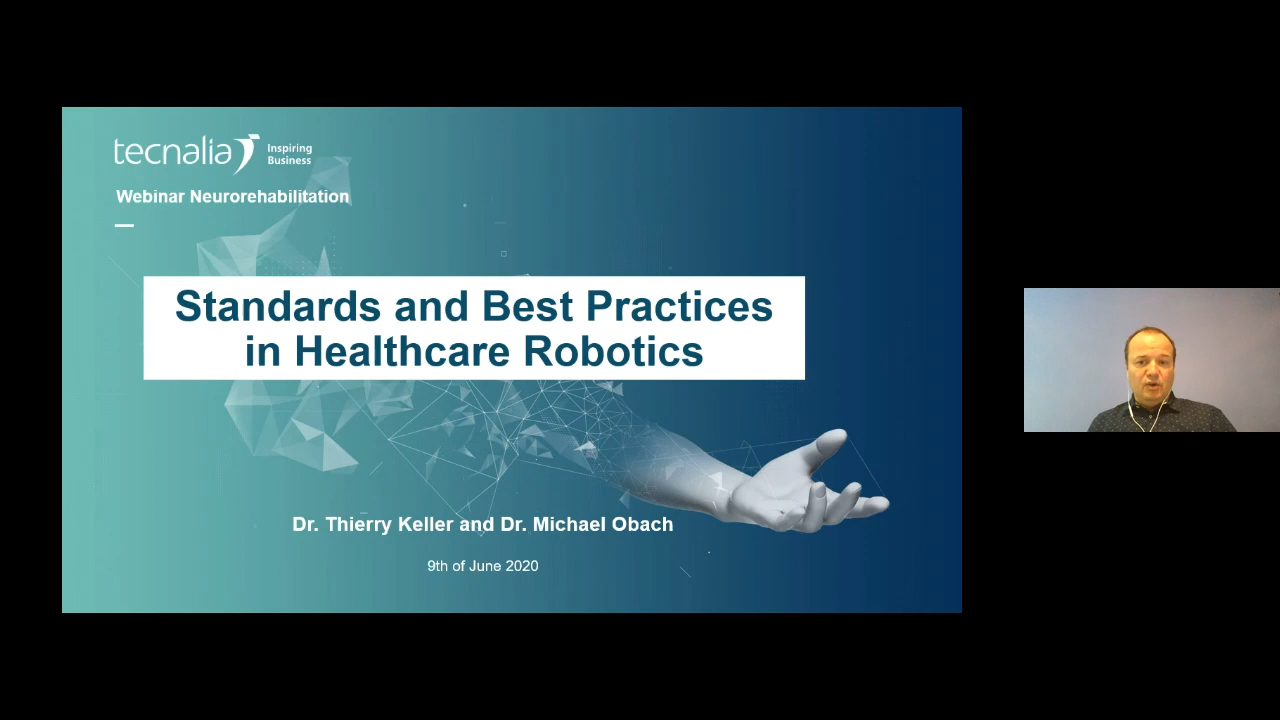 tecnalia
Inspiring
Business
Webinar Neurorehabilitation
Standards and Best Practices
in Healthcare Robotics
Dr. Thierry Keller and Dr. Michael Obach
9th of June 2020